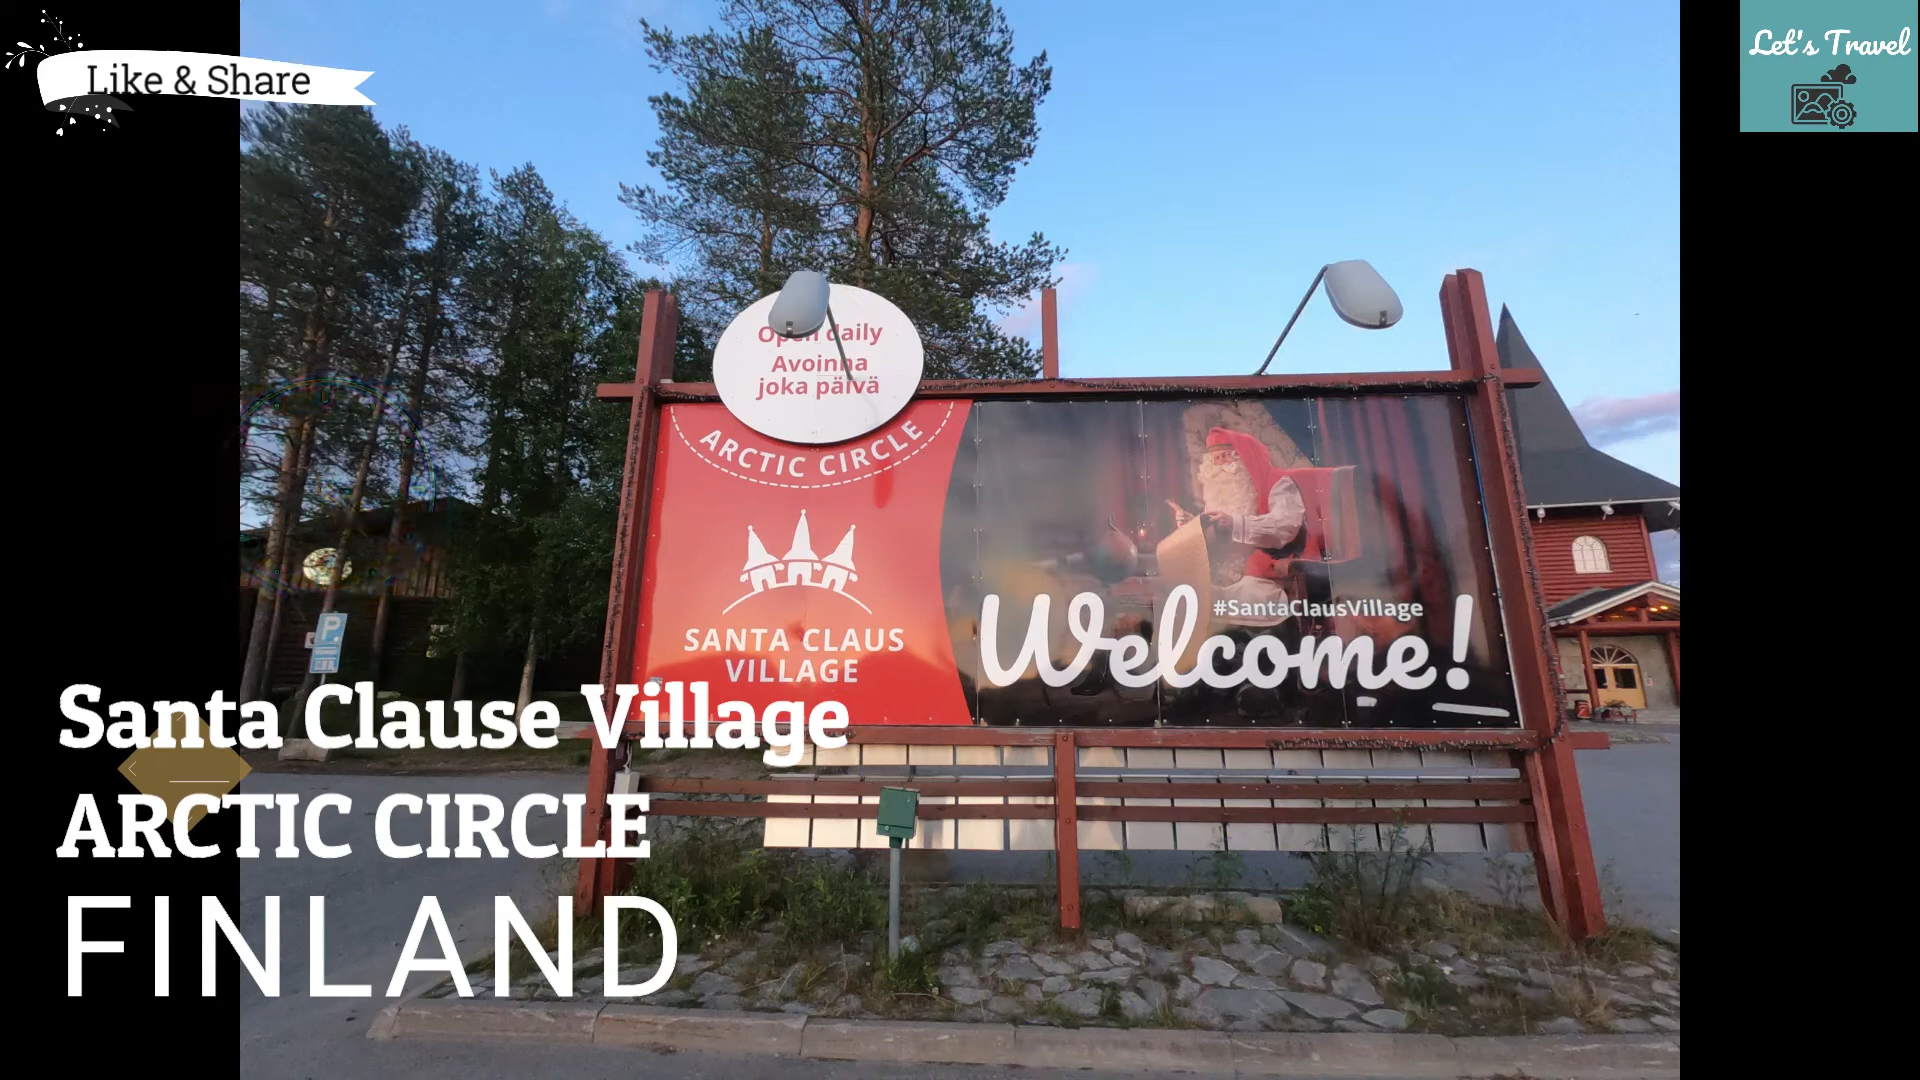 Like & Share
Let's Travel
Open daily
Avoinna
joka päivä
ARCTIC CIRCLE
SANTA CLAUS
VILLAGE
#SantaClausVillage
Welcome!
P
Santa Clause Village
ARCTIC CIRCLE
FINLAND